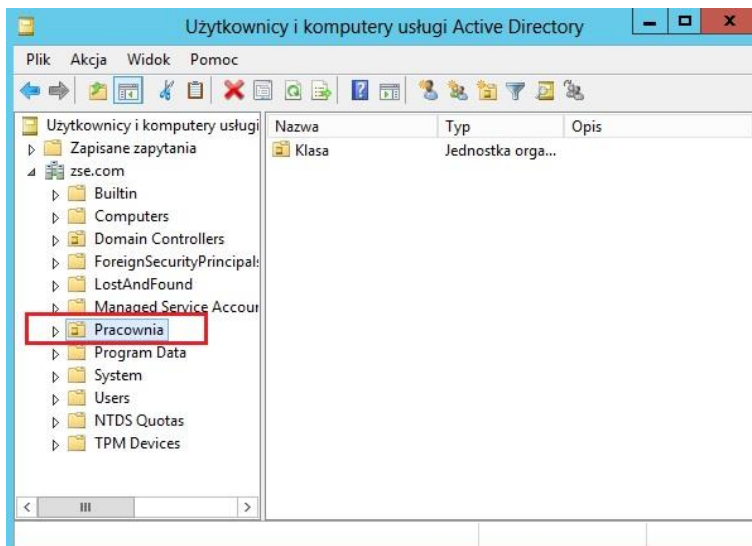 Użytkownicy i komputery usługi Active Directory
Plik Akcja Widok Pomoc
Użytkownicy i komputery usługi
Zapisane zapytania
zse.com
Builtin
Computers
Domain Controllers
ForeignSecurityPrincipals
LostAndFound
Managed Service Accour
Pracownia
Program Data
System
Users
NTDS Quotas
TPM Devices
Nazwa Typ Opis
Klasa Jednostka orga...